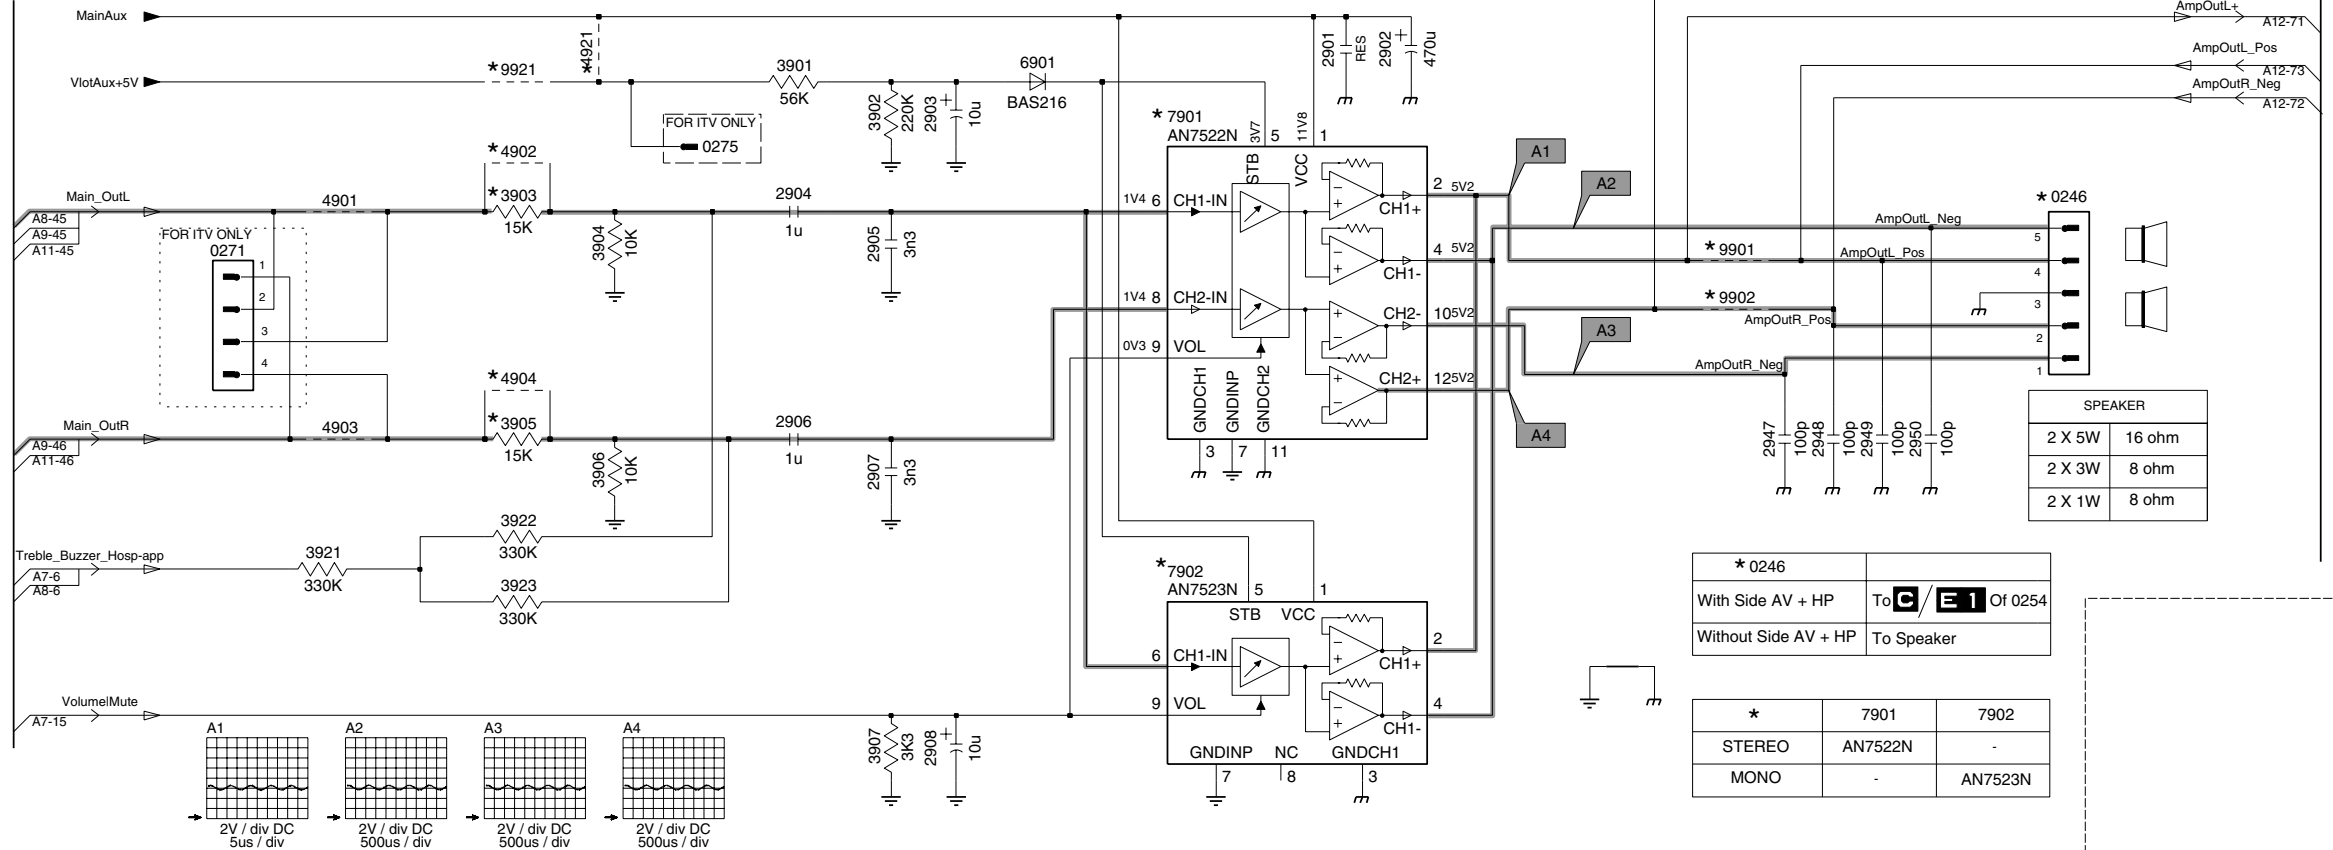 MainAux
*4921
2901
RES
2902
+
470u
AmpOutL+
A12-71
AmpOutL_Pos
A12-73
AmpOutR_Neg
A12-72
VlotAux+5V
*9921
3901
56K
3902
220K
2903
+
10u
6901
BAS216
FOR ITV ONLY
0275
*7901
AN7522N
3V7
5
11V8
1
STB
VCC
*4902
Main_OutL
A8-45
A9-45
A11-45
4901
*3903
15K
2904
1u
3904
10K
2905
3n3
1V4 6
CH1-IN
CH1+
2 5V2
CH1-
4 5V2
1V4 8
CH2-IN
CH2-
10 5V2
0V3 9
VOL
CH2+
12 5V2
GNDCH1
GNDINP
GNDCH2
3
7
11
A1
A2
A3
A4
*9901
*9902
AmpOutL_Neg
AmpOutL_Pos
AmpOutR_Pos
AmpOutR_Neg
*0246
5
4
3
2
1
2947
100p
2948
100p
2949
100p
2950
100p
SPEAKER
2 X 5W 16 ohm
2 X 3W 8 ohm
2 X 1W 8 ohm
FOR ITV ONLY
0271
1
2
3
4
Main_OutR
A9-46
A11-46
4903
*4904
*3905
15K
2906
1u
3906
10K
2907
3n3
Treble_Buzzer_Hosp-app
A7-6
A8-6
3921
330K
3922
330K
3923
330K
*7902
AN7523N
5
1
STB
VCC
6
CH1-IN
CH1+
2
9
VOL
CH1-
4
GNDINP
NC
GNDCH1
7
8
3
*0246
With Side AV + HP To C / E 1 Of 0254
Without Side AV + HP To Speaker
* 7901 7902
STEREO AN7522N -
MONO - AN7523N
Volume|Mute
A7-15
3907
3K3
2908
+
10u
A1
2V / div DC
5us / div
A2
2V / div DC
500us / div
A3
2V / div DC
500us / div
A4
2V / div DC
500us / div